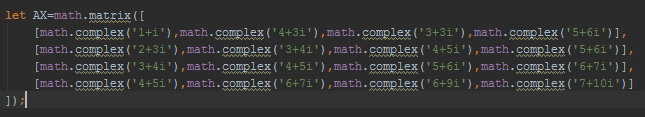 let AX=math.matrix([
[math.complex('1+i'),math.complex('4+3i'),math.complex('3+3i'),math.complex('5+6i')],
[math.complex('2+3i'),math.complex('3+4i'),math.complex('4+5i'),math.complex('5+6i')],
[math.complex('3+4i'),math.complex('4+5i'),math.complex('5+6i'),math.complex('6+7i')],
[math.complex('4+5i'),math.complex('6+7i'),math.complex('6+9i'),math.complex('7+10i')]
]);